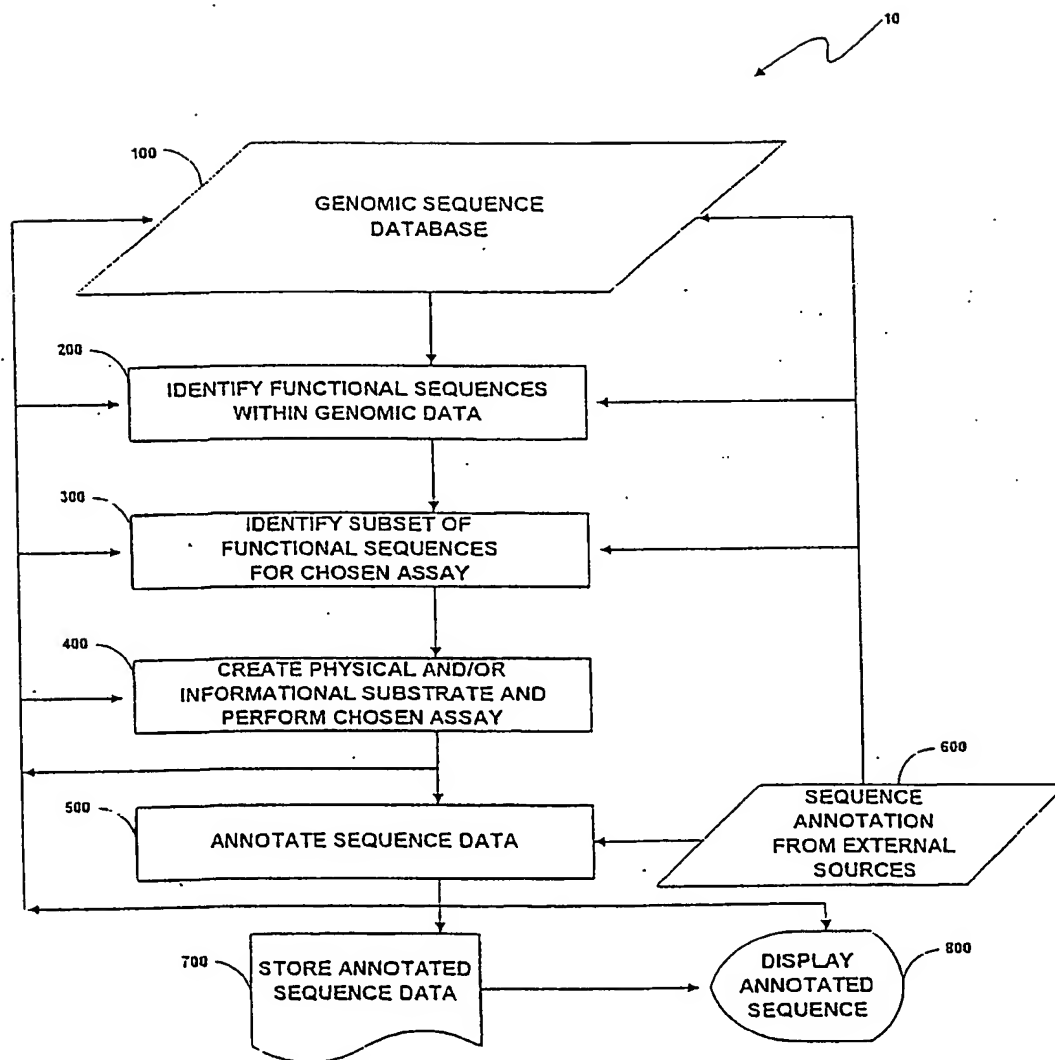 10
100
GENOMIC SEQUENCE
DATABASE
200
IDENTIFY FUNCTIONAL SEQUENCES
WITHIN GENOMIC DATA
300
IDENTIFY SUBSET OF
FUNCTIONAL SEQUENCES
FOR CHOSEN ASSAY
400
CREATE PHYSICAL AND/OR
INFORMATIONAL SUBSTRATE AND
PERFORM CHOSEN ASSAY
500
ANNOTATE SEQUENCE DATA
600
SEQUENCE
ANNOTATION
FROM EXTERNAL
SOURCES
700
STORE ANNOTATED
SEQUENCE DATA
800
DISPLAY
ANNOTATED
SEQUENCE